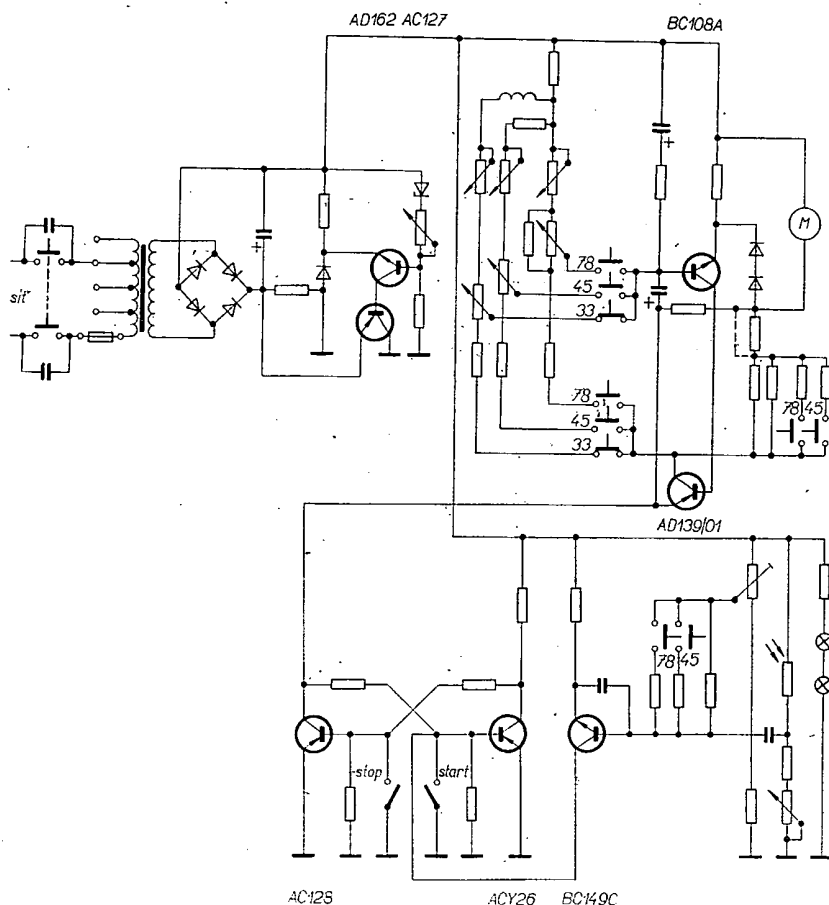 AD162 AC127
BC108A
M
síť
78
45
33
78
45
33
78 45
AD139/01
78 45
stop
start
AC128
ACY26
BC149C